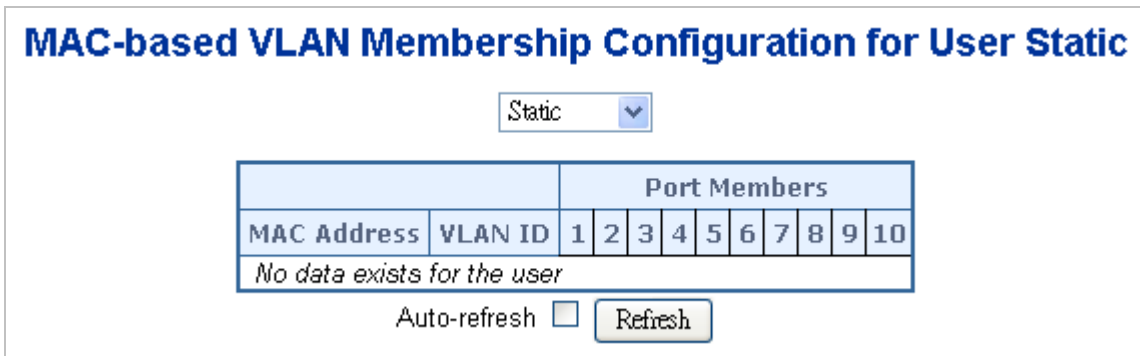 MAC-based VLAN Membership Configuration for User Static
Static
Port Members
MAC Address VLAN ID 1 2 3 4 5 6 7 8 9 10
No data exists for the user
Auto-refresh Refresh